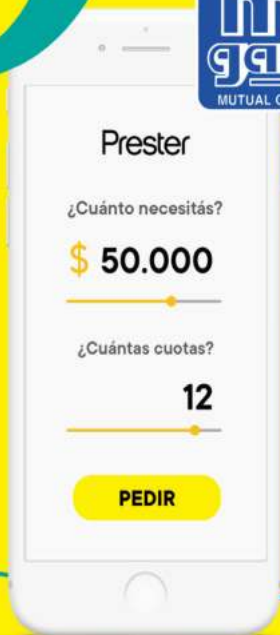 MUTUAL
Prester
¿Cuánto necesitás?
$ 50.000
¿Cuántas cuotas?
12
PEDIR